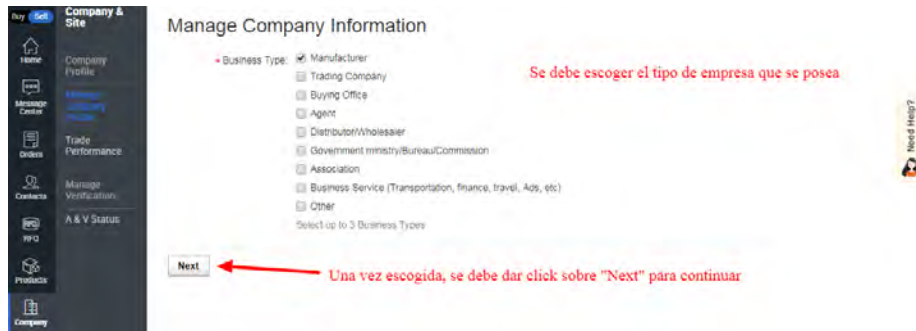 Buy Sell
Company & Site
Home
Message Center
Orders
Contacts
RFQ
Products
Company
Company Profile
Manage Company
Trade Performance
Manage Verification
A & V Status
Manage Company Information
* Business Type:
Manufacturer
Trading Company
Buying Office
Agent
Distributor/Wholesaler
Government ministry/Bureau/Commission
Association
Business Service (Transportation, finance, travel, Ads, etc)
Other
Select up to 3 Business Types
Se debe escoger el tipo de empresa que se posea
Next
Una vez escogida, se debe dar click sobre "Next" para continuar
Need Help?